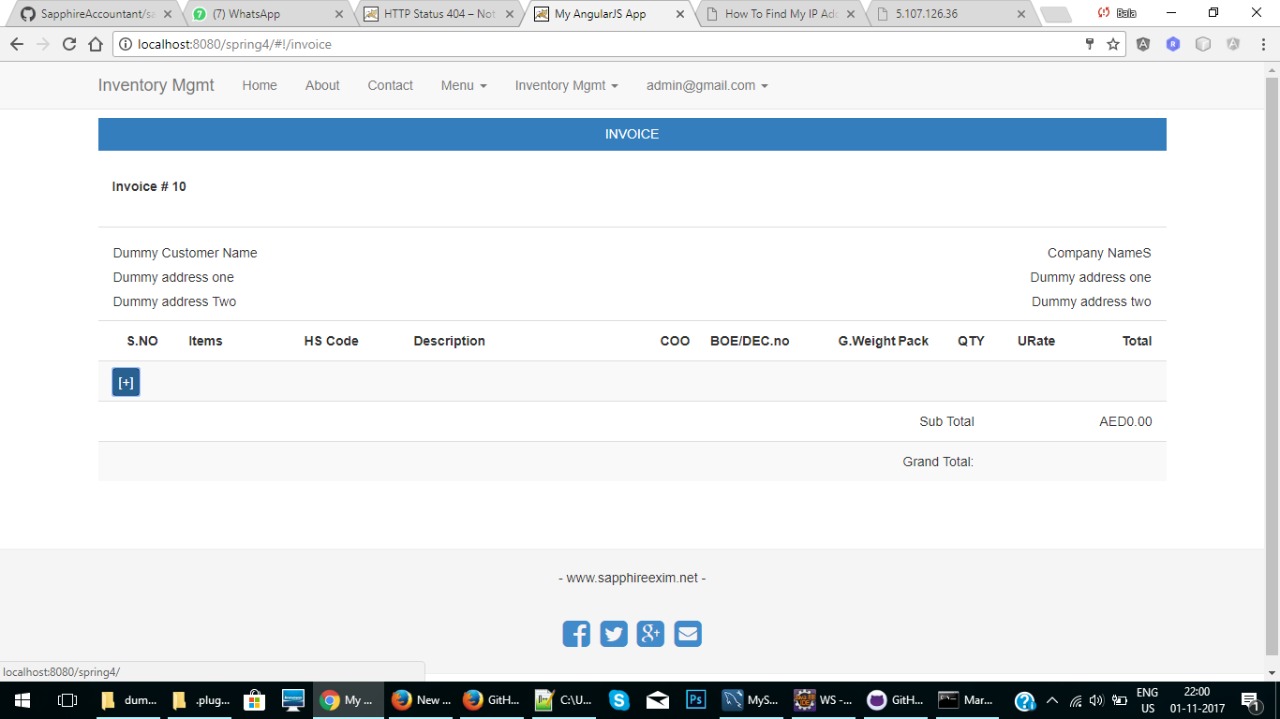 SapphireAccountant/sa
(7) WhatsApp
HTTP Status 404 – Not
My AngularJS App
How To Find My IP Add
5.107.126.36
Bala
localhost:8080/spring4/#!/invoice
Inventory Mgmt Home About Contact Menu Inventory Mgmt admin@gmail.com
INVOICE
Invoice # 10
Dummy Customer Name Company NameS
Dummy address one Dummy address one
Dummy address Two Dummy address two
S.NO Items HS Code Description COO BOE/DEC.no G.Weight Pack QTY URate Total
[+]
Sub Total AED0.00
Grand Total:
- www.sapphireexim.net -
localhost:8080/spring4/
dum... .plug... My ... New ... GitH... C:\U... MyS... WS -... GitH... Mar... ENG US 22:00 01-11-2017